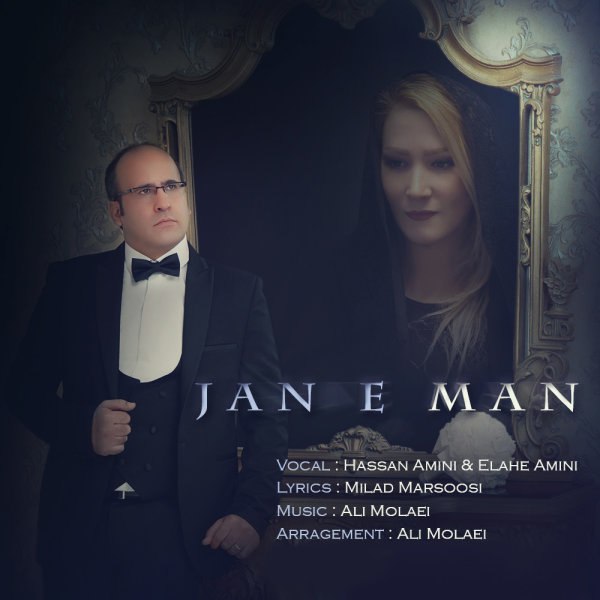 JAN E MAN
VOCAL : HASSAN AMINI & ELAHE AMINI
LYRICS : MILAD MARSOOSI
MUSIC : ALI MOLAEI
ARRAGEMENT : ALI MOLAEI